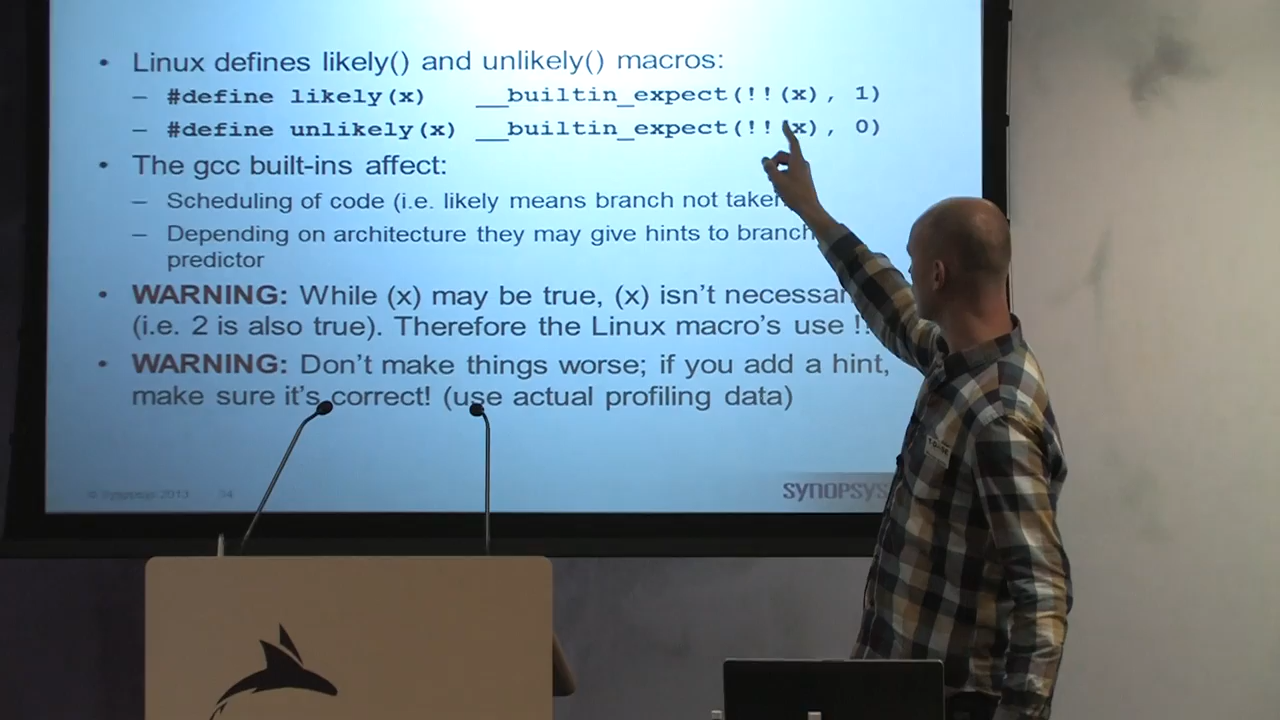 • Linux defines likely() and unlikely() macros:
– #define likely(x) __builtin_expect(!!(x), 1)
– #define unlikely(x) __builtin_expect(!!(x), 0)
• The gcc built-ins affect:
– Scheduling of code (i.e. likely means branch not taken
– Depending on architecture they may give hints to branch
predictor
• WARNING: While (x) may be true, (x) isn't
(i.e. 2 is also true). Therefore the Linux macro's use !!
• WARNING: Don't make things worse; if you add a hint,
make sure it's correct! (use actual profiling data)
© Synopsys 2013 34
SYNOPSYS